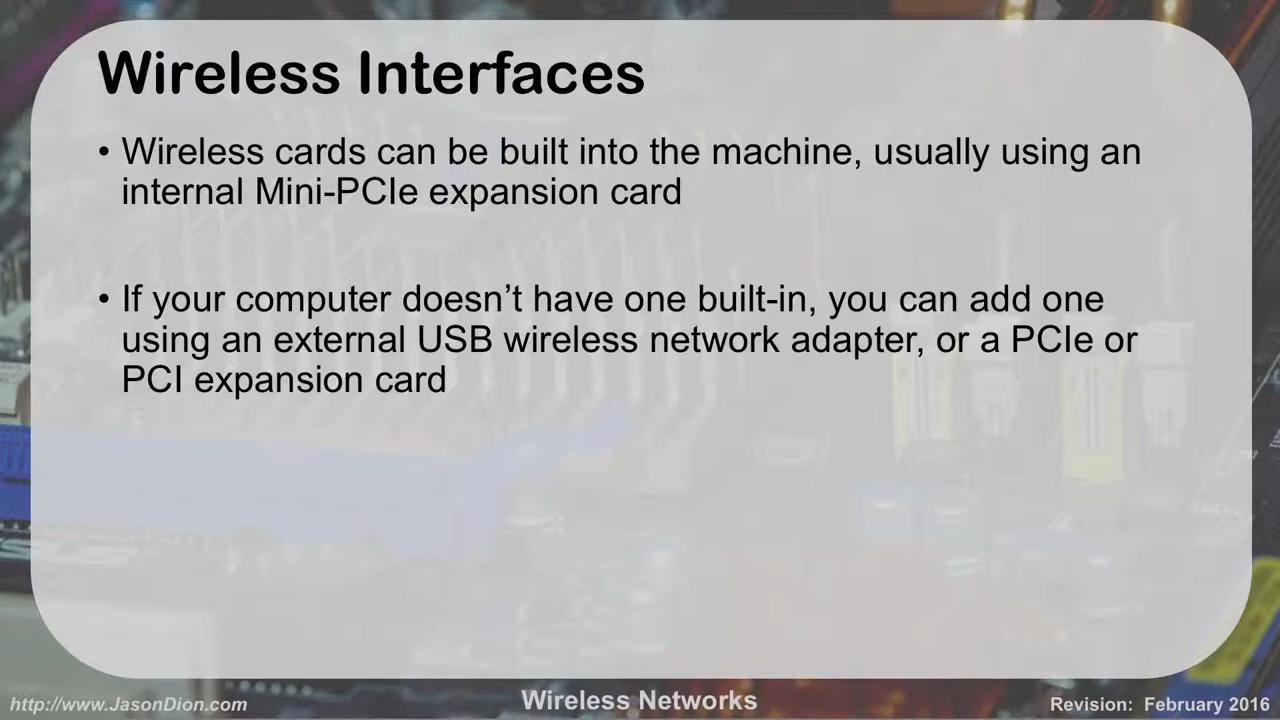 Wireless Interfaces
• Wireless cards can be built into the machine, usually using an
internal Mini-PCIe expansion card
• If your computer doesn’t have one built-in, you can add one
using an external USB wireless network adapter, or a PCIe or
PCI expansion card
http://www.JasonDion.com
Wireless Networks
Revision: February 2016